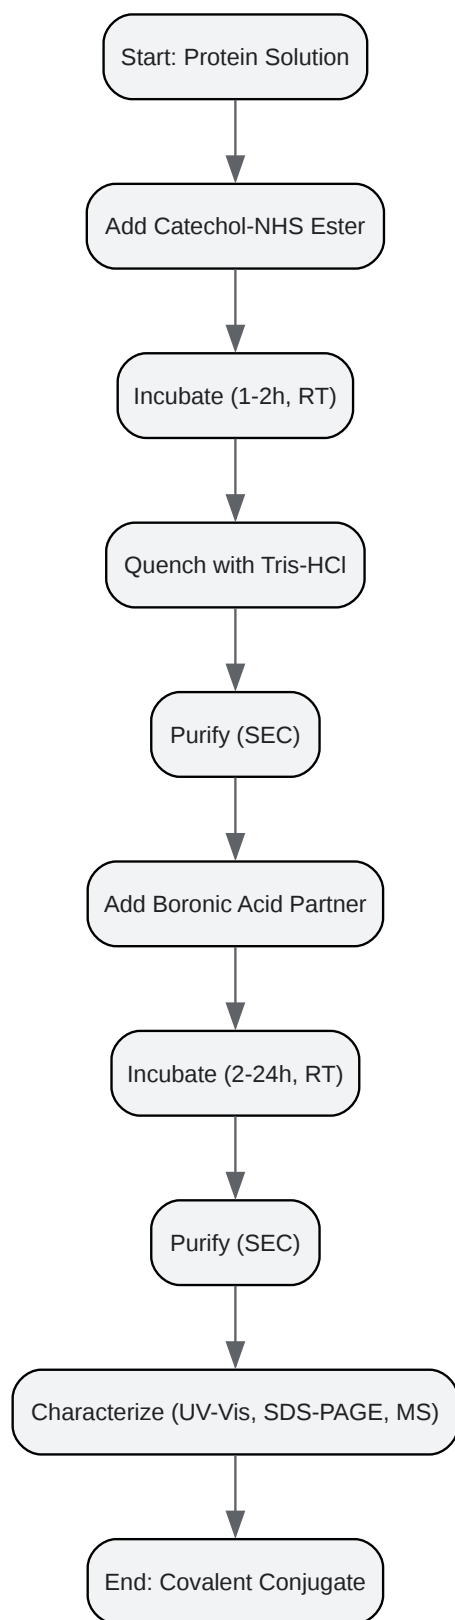 Start: Protein Solution
Add Catechol-NHS Ester
Incubate (1-2h, RT)
Quench with Tris-HCl
Purify (SEC)
Add Boronic Acid Partner
Incubate (2-24h, RT)
Purify (SEC)
Characterize (UV-Vis, SDS-PAGE, MS)
End: Covalent Conjugate